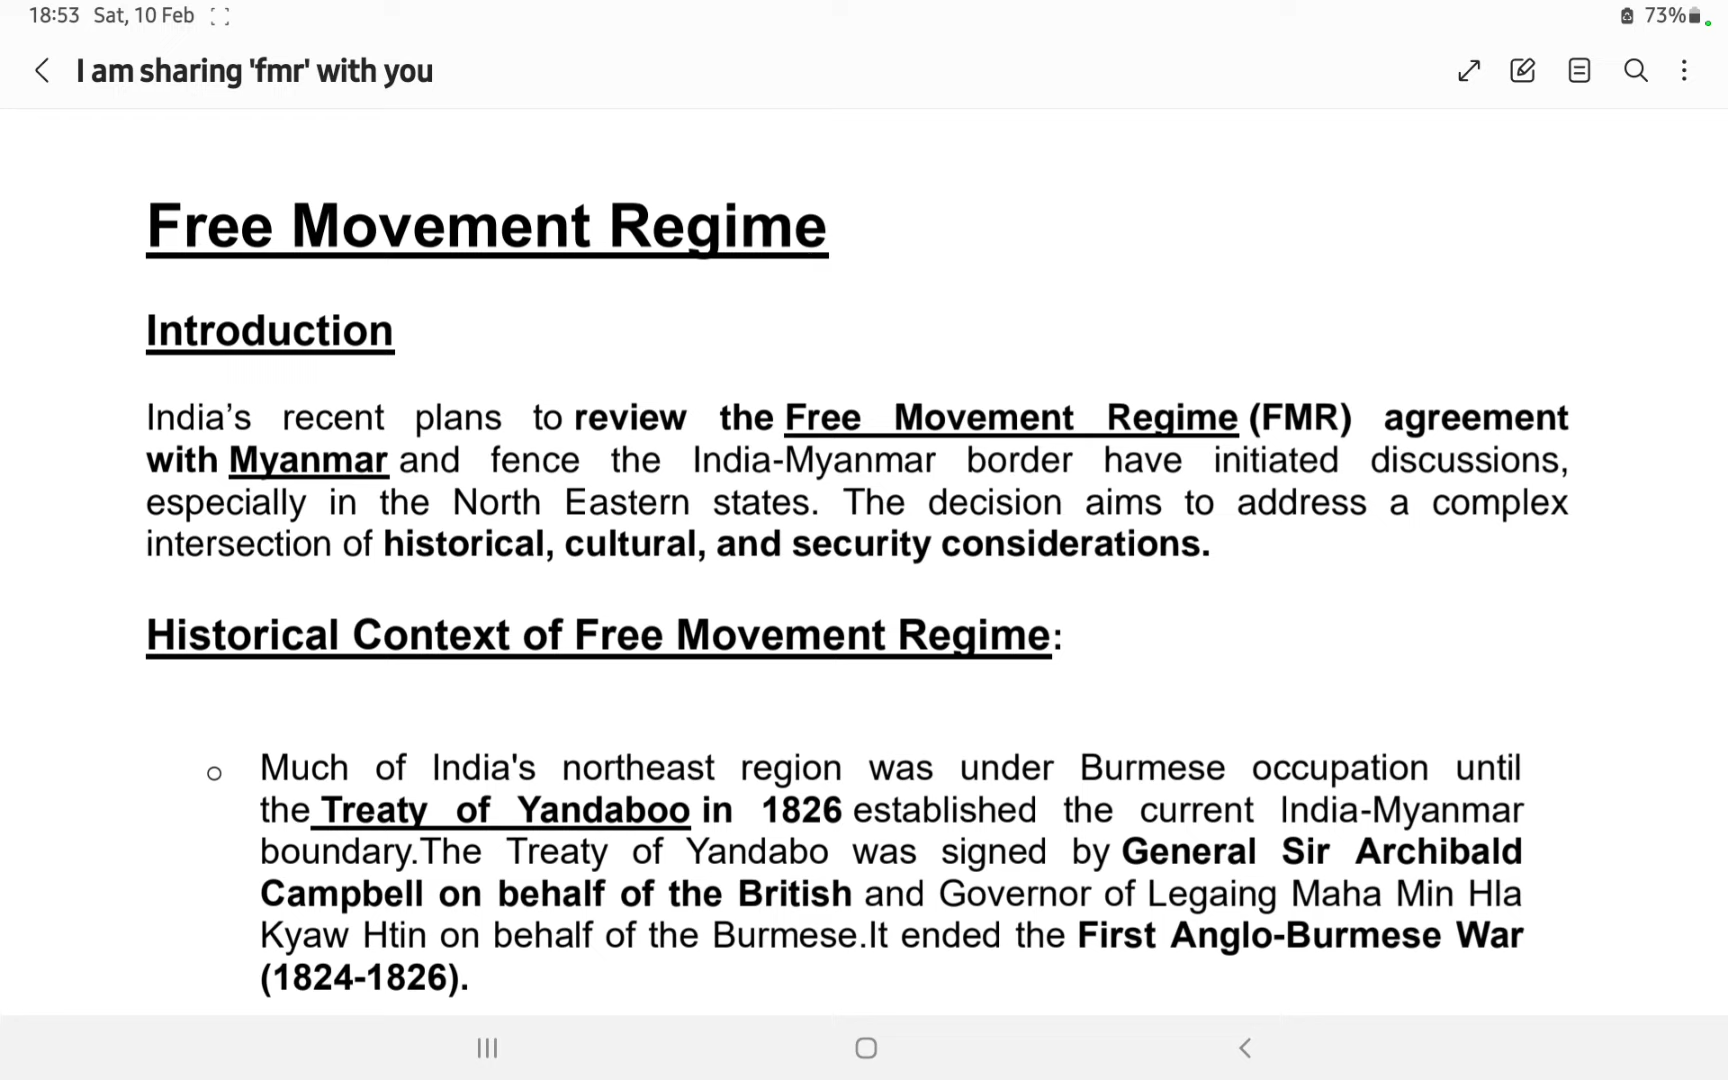 18:53 Sat, 10 Feb
73%
I am sharing 'fmr' with you
Free Movement Regime
Introduction
India’s recent plans to review the Free Movement Regime (FMR) agreement
with Myanmar and fence the India-Myanmar border have initiated discussions,
especially in the North Eastern states. The decision aims to address a complex
intersection of historical, cultural, and security considerations.
Historical Context of Free Movement Regime:
o Much of India's northeast region was under Burmese occupation until
the Treaty of Yandaboo in 1826 established the current India-Myanmar
boundary.The Treaty of Yandabo was signed by General Sir Archibald
Campbell on behalf of the British and Governor of Legaing Maha Min Hla
Kyaw Htin on behalf of the Burmese.It ended the First Anglo-Burmese War
(1824-1826).